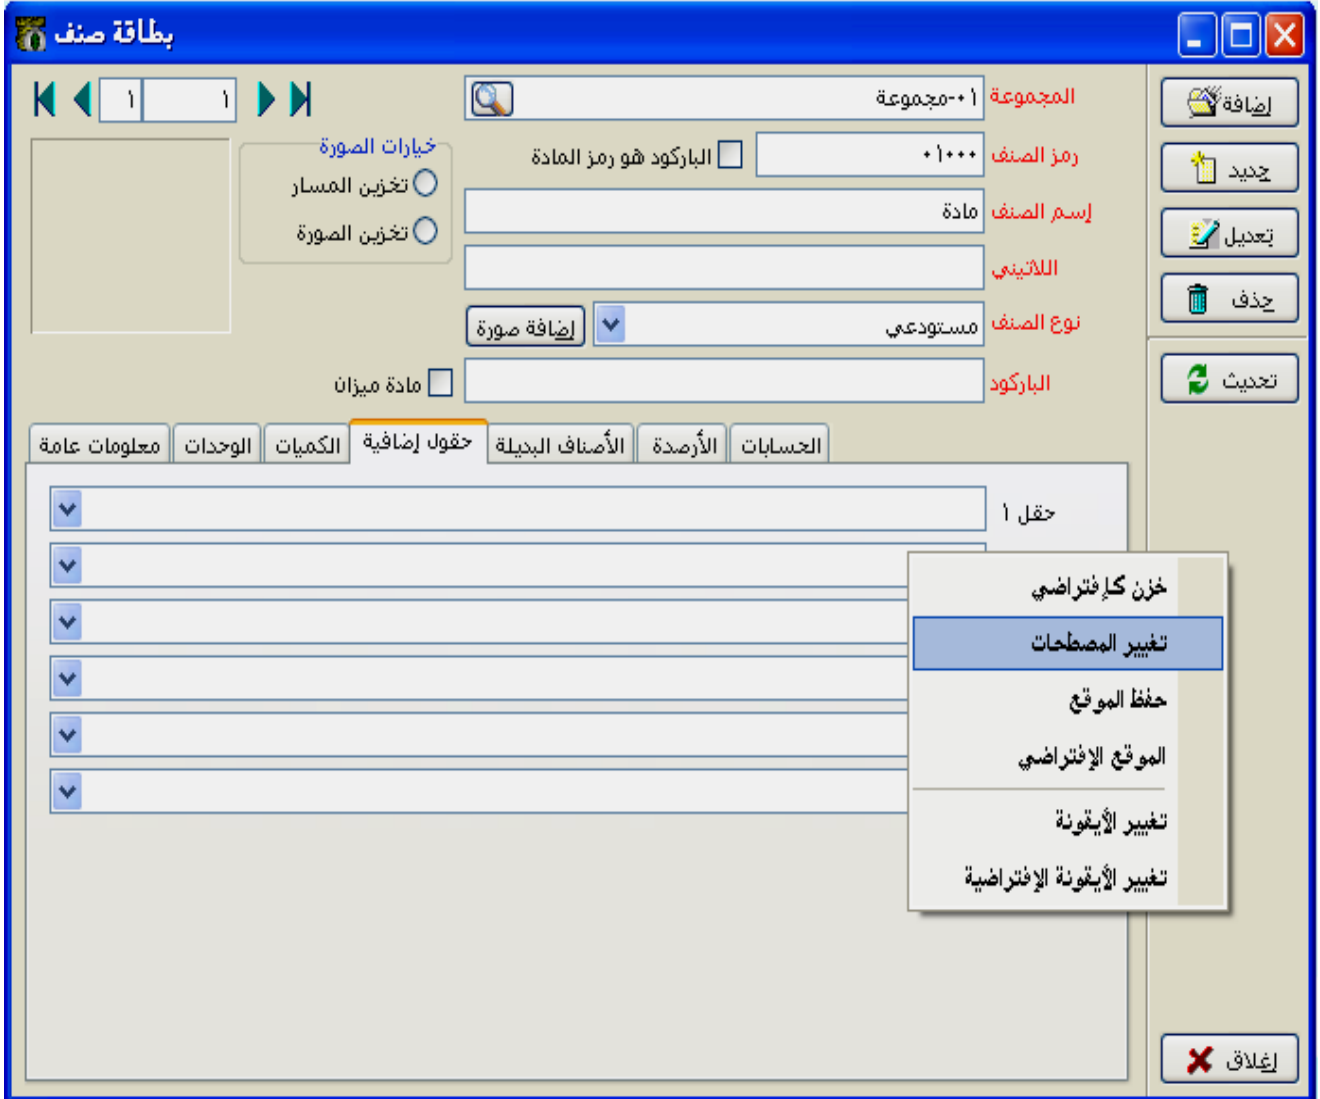 بطاقة صنف
المجموعة ٠١-مجموعة ١ ١ إضافة
خيارات الصورة
رمز الصنف ٠١٠٠٠ الباركود هو رمز المادة
تخزين المسار جديد
إسم الصنف مادة
تخزين الصورة تعديل
اللاتيني
حذف
نوع الصنف مستودعي إضافة صورة
الباركود مادة ميزان تحديث
الحسابات الأرصدة الأصناف البديلة حقول إضافية الكميات الوحدات معلومات عامة
حقل ١
خزن كإفتراضي
تغيير المصطحات
حفظ الموقع
الموقع الإفتراضي
تغيير الأيقونة
تغيير الأيقونة الإفتراضية
إغلاق